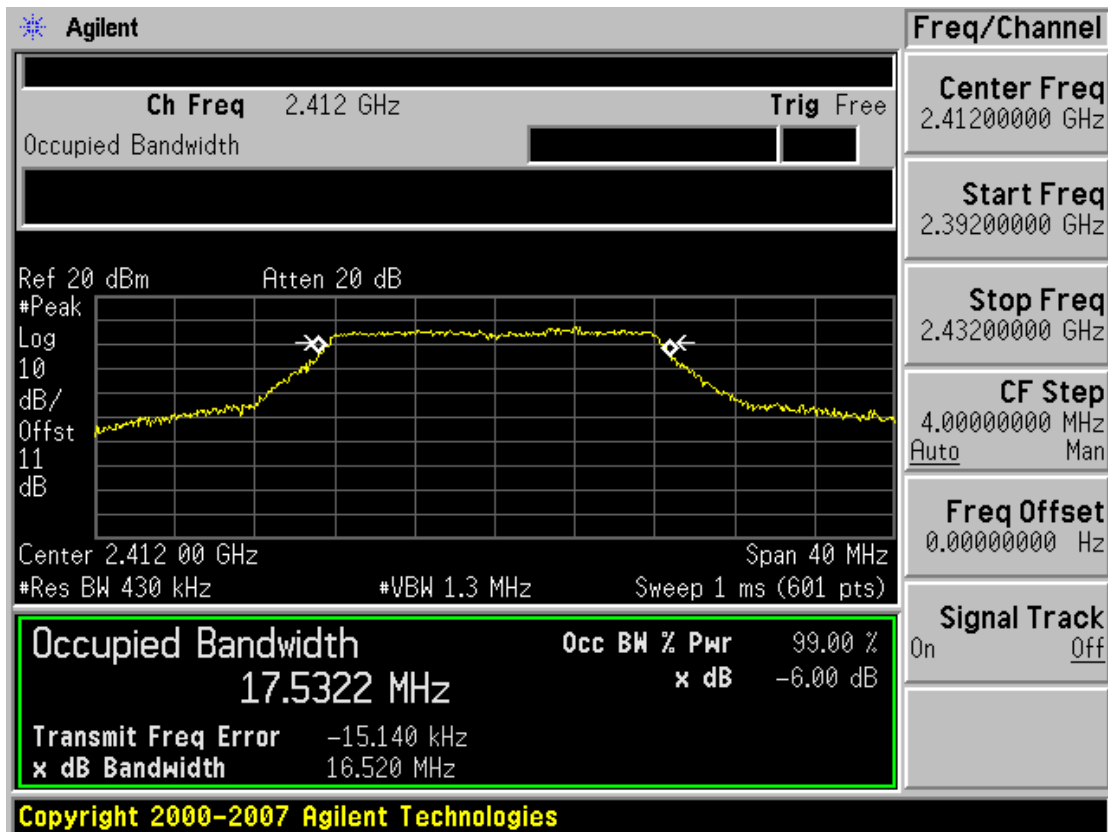 Agilent
Freq/Channel
Ch Freq 2.412 GHz Trig Free
Occupied Bandwidth
Center Freq
2.41200000 GHz
Start Freq
2.39200000 GHz
Stop Freq
2.43200000 GHz
CF Step
4.00000000 MHz
Auto Man
Freq Offset
0.00000000 Hz
Signal Track
On Off
Ref 20 dBm Atten 20 dB
#Peak
Log
10
dB/
Offst
11
dB
Center 2.412 00 GHz Span 40 MHz
#Res BW 430 kHz #VBW 1.3 MHz Sweep 1 ms (601 pts)
Occupied Bandwidth Occ BW % Pwr 99.00 %
17.5322 MHz x dB -6.00 dB
Transmit Freq Error -15.140 kHz
x dB Bandwidth 16.520 MHz
Copyright 2000-2007 Agilent Technologies